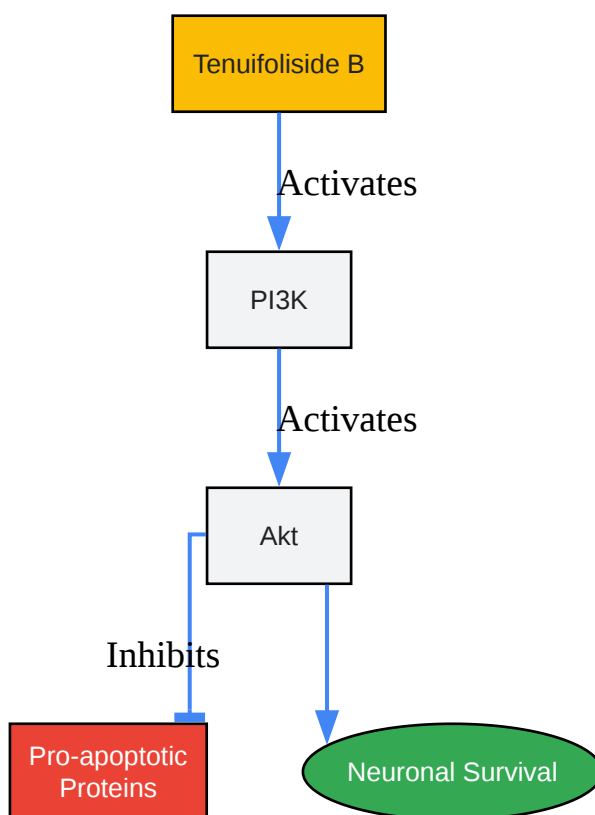 Tenuifoliside B
Activates
PI3K
Activates
Akt
Inhibits
Pro-apoptotic
Proteins
Neuronal Survival